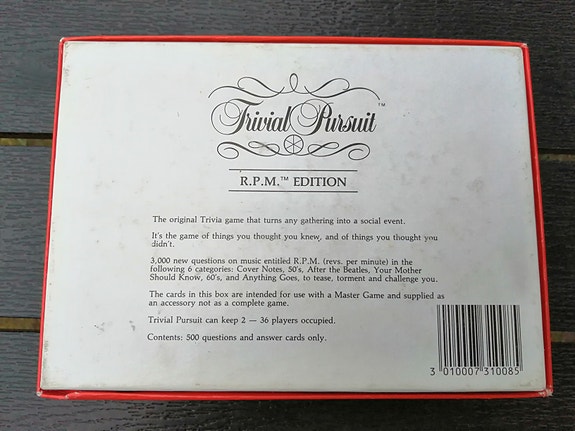 Trivial Pursuit™
R.P.M.™ EDITION
The original Trivia game that turns any gathering into a social event.
It's the game of things you thought you knew, and of things you thought you
didn't.
3,000 new questions on music entitled R.P.M. (revs. per minute) in the
following 6 categories: Cover Notes, 50's, After the Beatles, Your Mother
Should Know, 60's, and Anything Goes, to tease, torment and challenge you.
The cards in this box are intended for use with a Master Game and supplied as
an accessory not as a complete game.
Trivial Pursuit can keep 2 — 36 players occupied.
Contents: 500 questions and answer cards only.
3 010007 310085